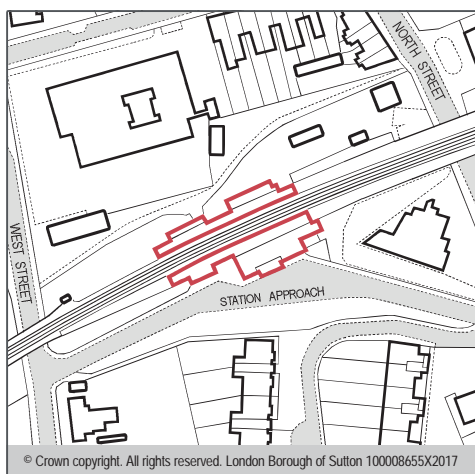 NORTH STREET
WEST STREET
STATION APPROACH
© Crown copyright. All rights reserved. London Borough of Sutton 100008655X2017